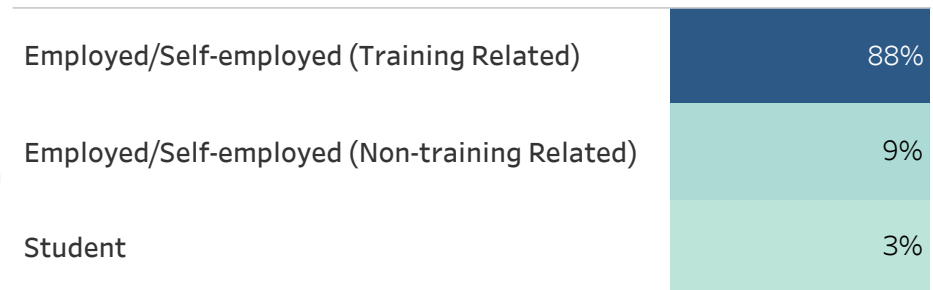 Employed/Self-employed (Training Related) 88%
Employed/Self-employed (Non-training Related) 9%
Student 3%